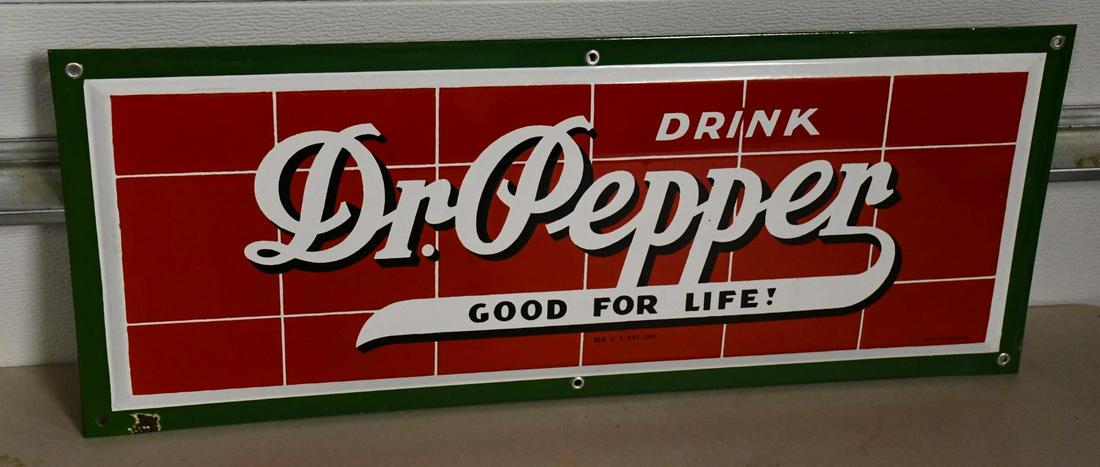 DRINK
Dr. Pepper
GOOD FOR LIFE!
REG. U. S. PAT. OFF.